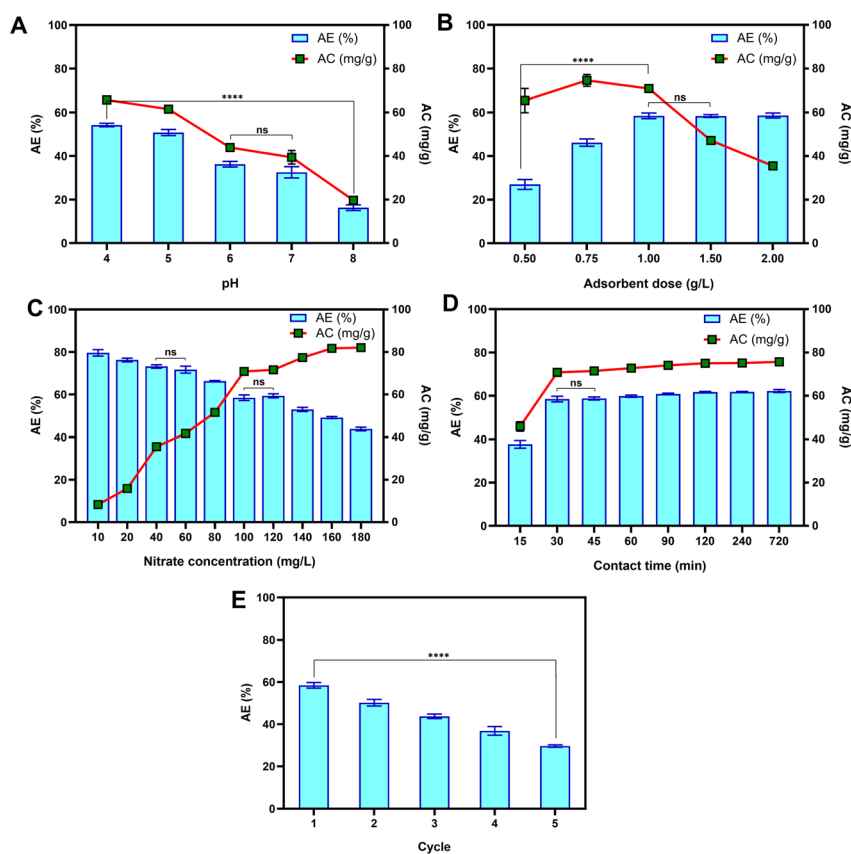 A
AE (%)
AC (mg/g)
****
ns
100
80
60
40
20
0
100
80
60
40
20
0
AE (%)
AC (mg/g)
4 5 6 7 8
pH
B
AE (%)
AC (mg/g)
****
ns
100
80
60
40
20
0
100
80
60
40
20
0
AE (%)
AC (mg/g)
0.50 0.75 1.00 1.50 2.00
Adsorbent dose (g/L)
C
AE (%)
AC (mg/g)
ns
ns
100
80
60
40
20
0
100
80
60
40
20
0
AE (%)
AC (mg/g)
10 20 40 60 80 100 120 140 160 180
Nitrate concentration (mg/L)
D
AE (%)
AC (mg/g)
ns
100
80
60
40
20
0
100
80
60
40
20
0
AE (%)
AC (mg/g)
15 30 45 60 90 120 240 720
Contact time (min)
E
****
100
80
60
40
20
0
AE (%)
1 2 3 4 5
Cycle